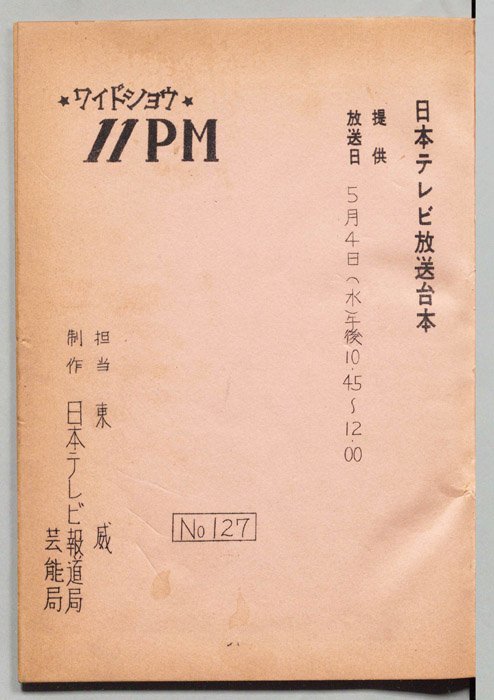 日本テレビ放送台本
提供
放送日 5月4日(水)午後10.45〜12.00
★ワイドショウ★
11PM
No127
担当 東 威
制作 日本テレビ報道局
芸能局